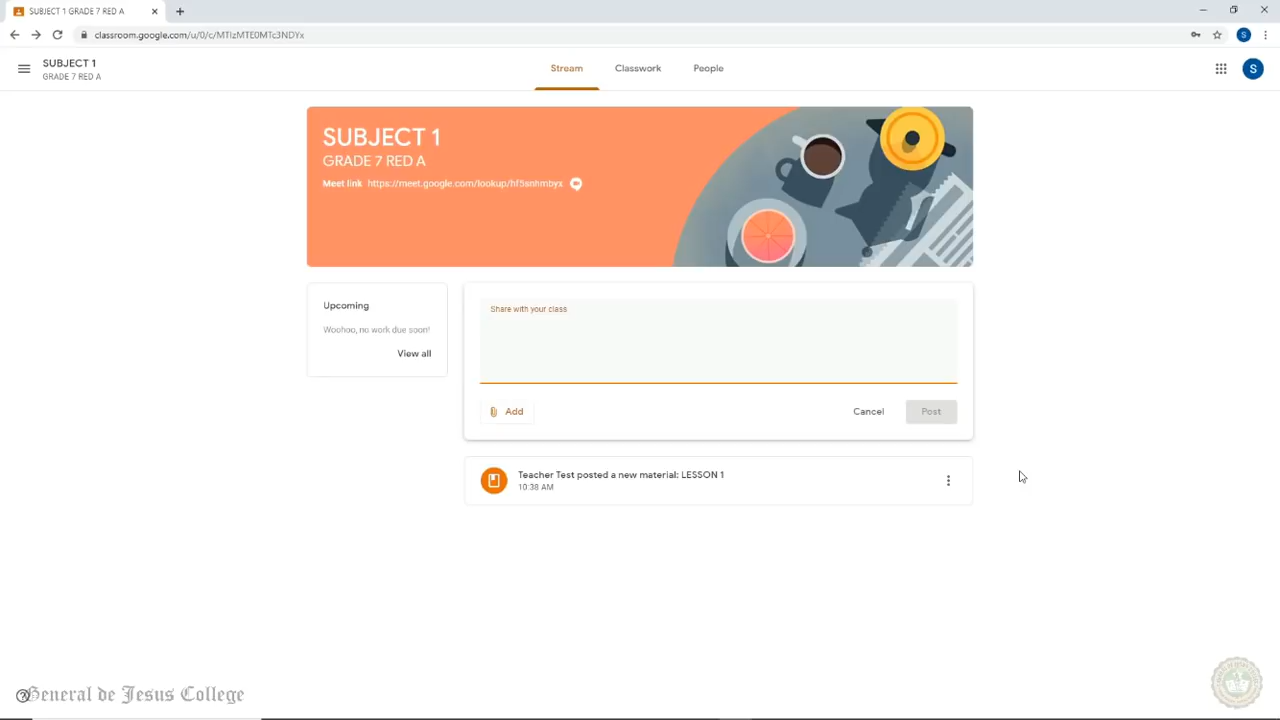 SUBJECT 1 GRADE 7 RED A
classroom.google.com/u/0/c/MTIzMTE0MTc3NDYx
S
SUBJECT 1
GRADE 7 RED A
Stream
Classwork
People
S
SUBJECT 1
GRADE 7 RED A
Meet link https://meet.google.com/lookup/hf5snhmbyx
Upcoming
Woohoo, no work due soon!
View all
Share with your class
Add
Cancel
Post
Teacher Test posted a new material: LESSON 1
10:38 AM
General de Jesus College